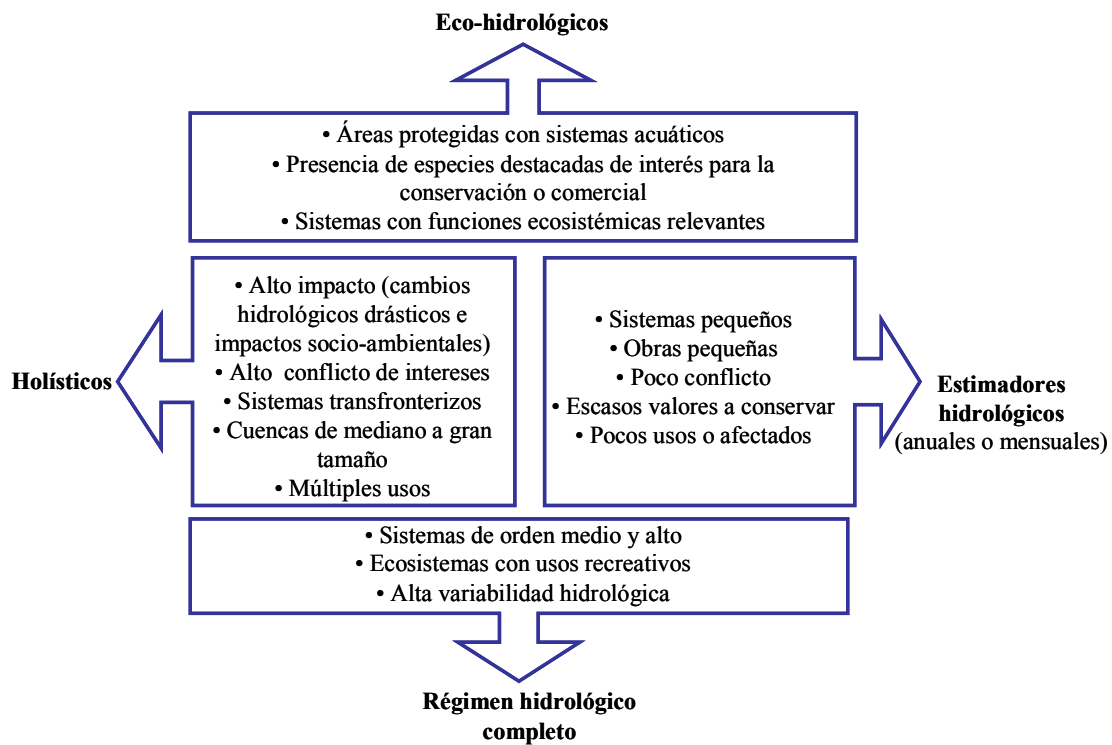 Eco-hidrológicos
• Áreas protegidas con sistemas acuáticos
• Presencia de especies destacadas de interés para la
conservación o comercial
• Sistemas con funciones ecosistémicas relevantes
Holísticos
• Alto impacto (cambios
hidrológicos drásticos e
impactos socio-ambientales)
• Alto conflicto de intereses
• Sistemas transfronterizos
• Cuencas de mediano a gran
tamaño
• Múltiples usos
• Sistemas pequeños
• Obras pequeñas
• Poco conflicto
• Escasos valores a conservar
• Pocos usos o afectados
Estimadores
hidrológicos
(anuales o mensuales)
• Sistemas de orden medio y alto
• Ecosistemas con usos recreativos
• Alta variabilidad hidrológica
Régimen hidrológico
completo